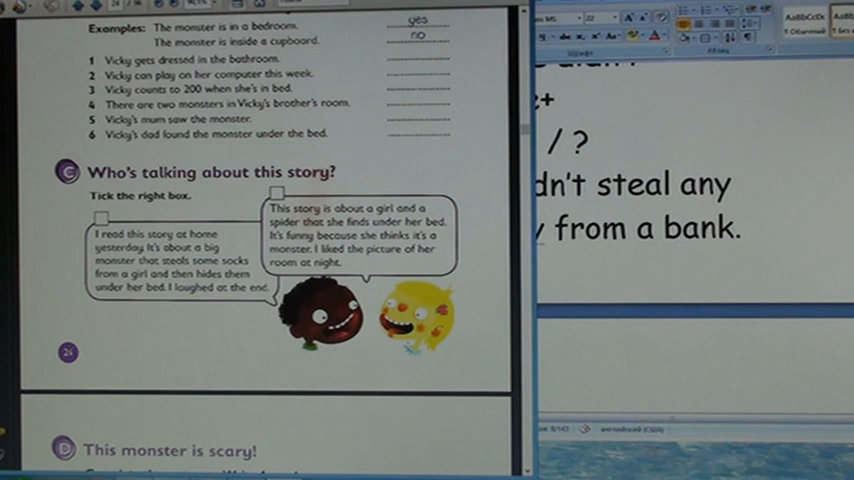 Examples: The monster is in a bedroom. yes
The monster is inside a cupboard. no
1 Vicky gets dressed in the bathroom.
2 Vicky can play on her computer this week.
3 Vicky counts to 200 when she's in bed.
4 There are two monsters in Vicky's brother's room.
5 Vicky's mum saw the monster.
6 Vicky's dad found the monster under the bed.
C Who's talking about this story?
Tick the right box.
I read this story at home
yesterday. It's about a big
monster that steals some socks
from a girl and then hides them
under her bed. I laughed at the end.
This story is about a girl and a
spider that she finds under her bed.
It's funny because she thinks it's a
monster. I liked the picture of her
room at night.
24
D This monster is scary!
22
Шрифт
Абзац
AaBbCcDc
¶ Обычный
/ ?
dn't steal any
from a bank.
8/143 английский (США)